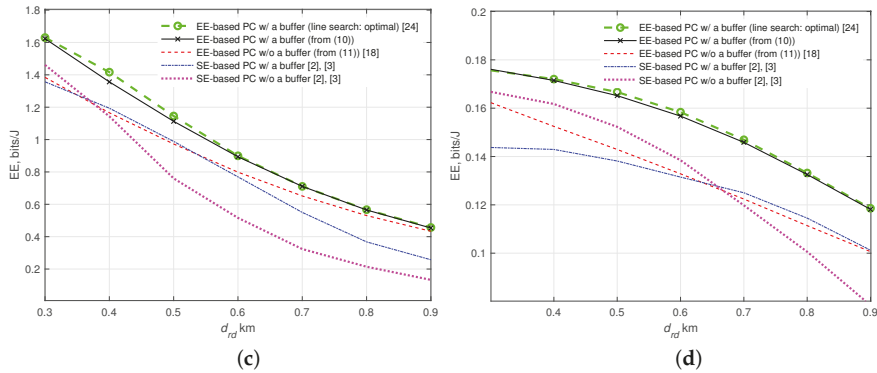 EE, bits/J
1.8
1.6
1.4
1.2
1
0.8
0.6
0.4
0.2
EE-based PC w/ a buffer (line search: optimal) [24]
EE-based PC w/ a buffer (from (10))
EE-based PC w/o a buffer (from (11)) [18]
SE-based PC w/ a buffer [2], [3]
SE-based PC w/o a buffer [2], [3]
0.3 0.4 0.5 0.6 0.7 0.8 0.9
d_rd km
(c)
EE, bits/J
0.2
0.18
0.16
0.14
0.12
0.1
EE-based PC w/ a buffer (line search: optimal) [24]
EE-based PC w/ a buffer (from (10))
EE-based PC w/o a buffer (from (11)) [18]
SE-based PC w/ a buffer [2], [3]
SE-based PC w/o a buffer [2], [3]
0.4 0.5 0.6 0.7 0.8 0.9
d_rd km
(d)